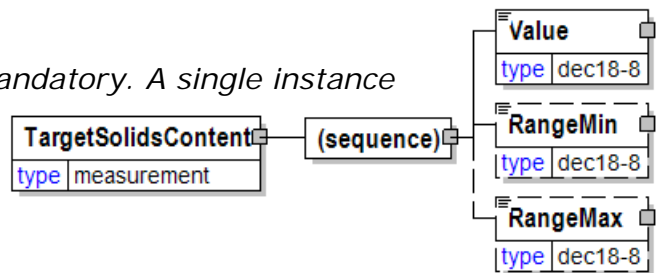 Value
type dec18-8
andatory. A single instance
RangeMin
type dec18-8
TargetSolidsContent
type measurement
(sequence)
RangeMax
type dec18-8